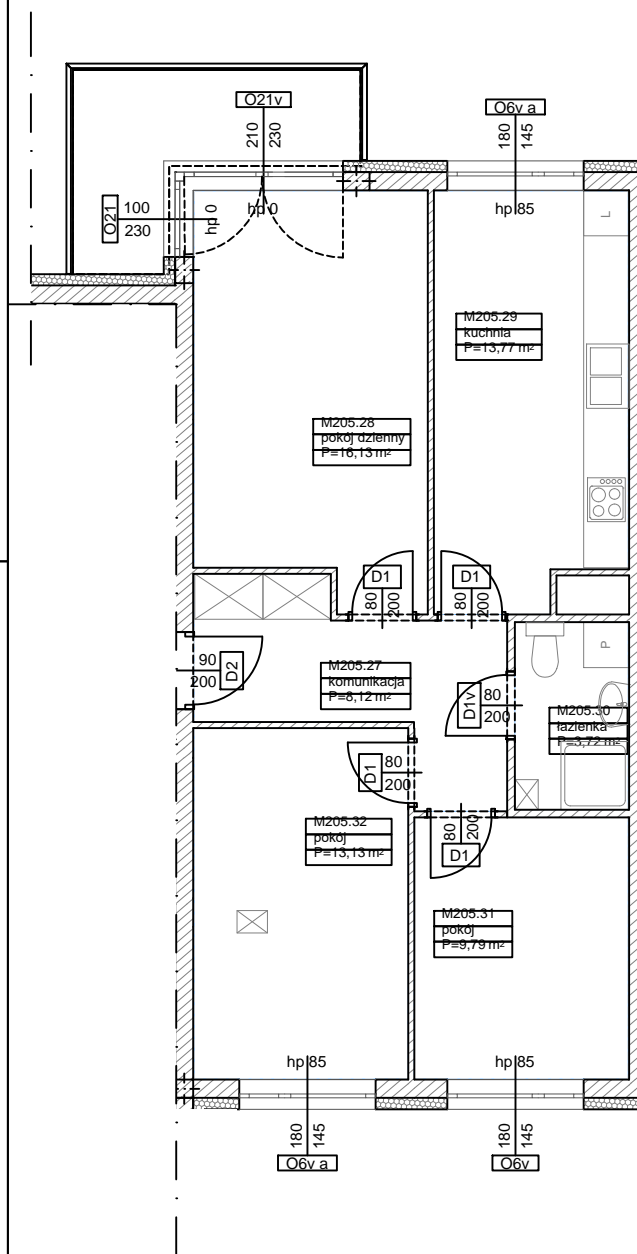 O21v
210
230
O6v a
180
145
O21
100
230
hp 0
hp 0
hp 85
L
M205.29
kuchnia
P=13,77 m²
M205.28
pokój dzienny
P=16,13 m²
D1
80
200
D1
80
200
90
200
D2
M205.27
komunikacja
P=8,12 m²
D1v
80
200
P
M205.30
łazienka
P=3,72 m²
D1
80
200
M205.32
pokój
P=13,13 m²
80
200
D1
M205.31
pokój
P=9,79 m²
hp 85
hp 85
180
145
O6v a
180
145
O6v